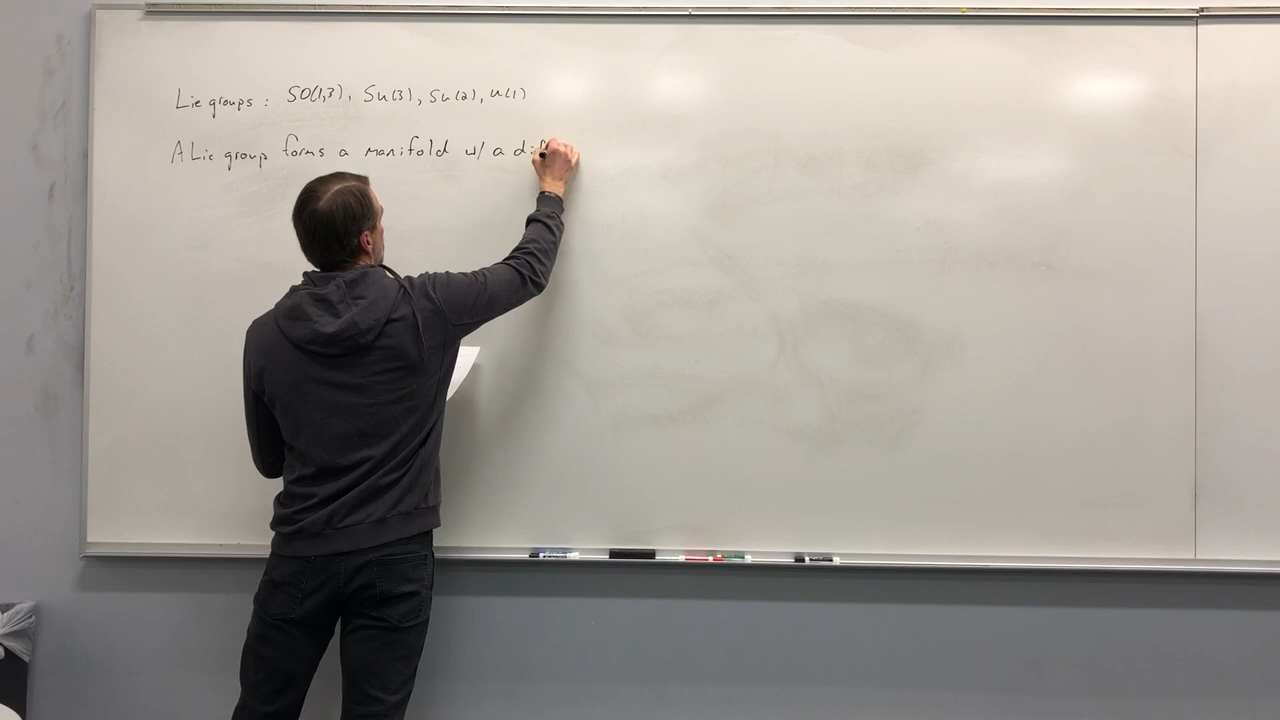 Lie groups : SO(1,3), SU(3), SU(2), U(1)
A Lie group forms a manifold w/ a dif